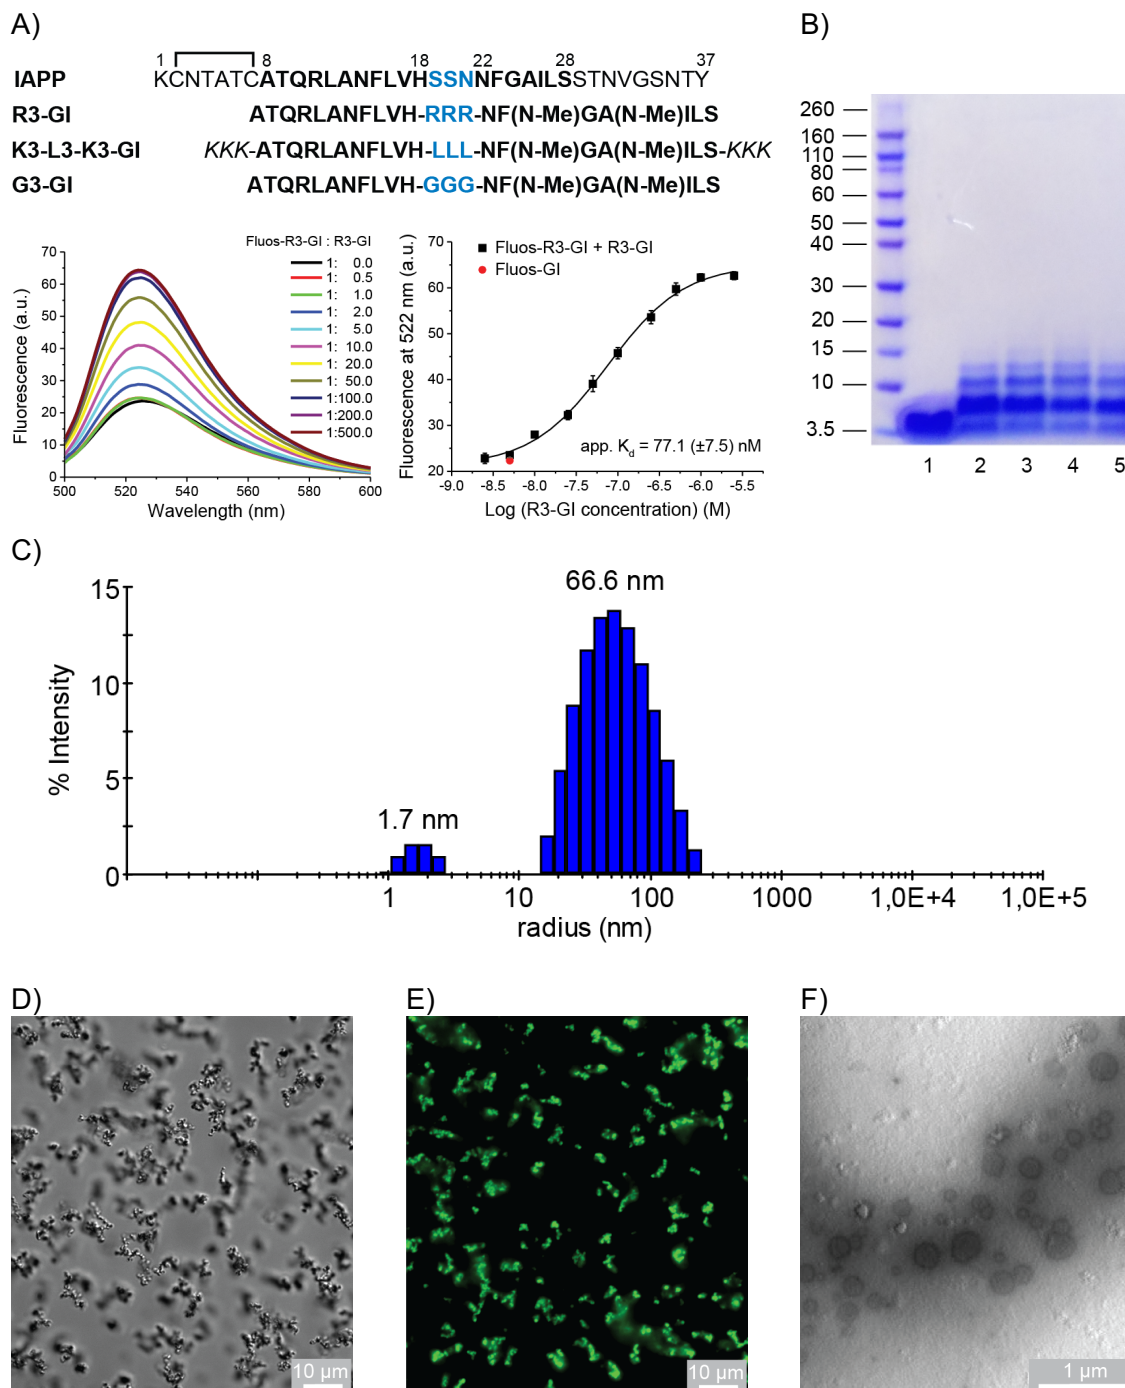 A)
1 8 18 22 28 37
IAPP KCNTATCATQRLANFLVHSSNNFGAILSSTNVGSNTY
R3-GI ATQRLANFLVH-RRR-NF(N-Me)GA(N-Me)ILS
K3-L3-K3-GI KKK-ATQRLANFLVH-LLL-NF(N-Me)GA(N-Me)ILS-KKK
G3-GI ATQRLANFLVH-GGG-NF(N-Me)GA(N-Me)ILS
Fluos-R3-GI : R3-GI
1: 0.0
1: 0.5
1: 1.0
1: 2.0
1: 5.0
1: 10.0
1: 20.0
1: 50.0
1:100.0
1:200.0
1:500.0
Fluorescence (a.u.)
70
60
50
40
30
20
10
0
500 520 540 560 580 600
Wavelength (nm)
Fluorescence at 522 nm (a.u.)
70
60
50
40
30
20
Fluos-R3-GI + R3-GI
Fluos-GI
app. Kd = 77.1 (±7.5) nM
-9.0 -8.5 -8.0 -7.5 -7.0 -6.5 -6.0 -5.5
Log (R3-GI concentration) (M)
B)
260
160
110
80
60
50
40
30
20
15
10
3.5
1 2 3 4 5
C)
% Intensity
15
10
5
0
1.7 nm
66.6 nm
1 10 100 1000 1,0E+4 1,0E+5
radius (nm)
D)
10 µm
E)
10 µm
F)
1 µm